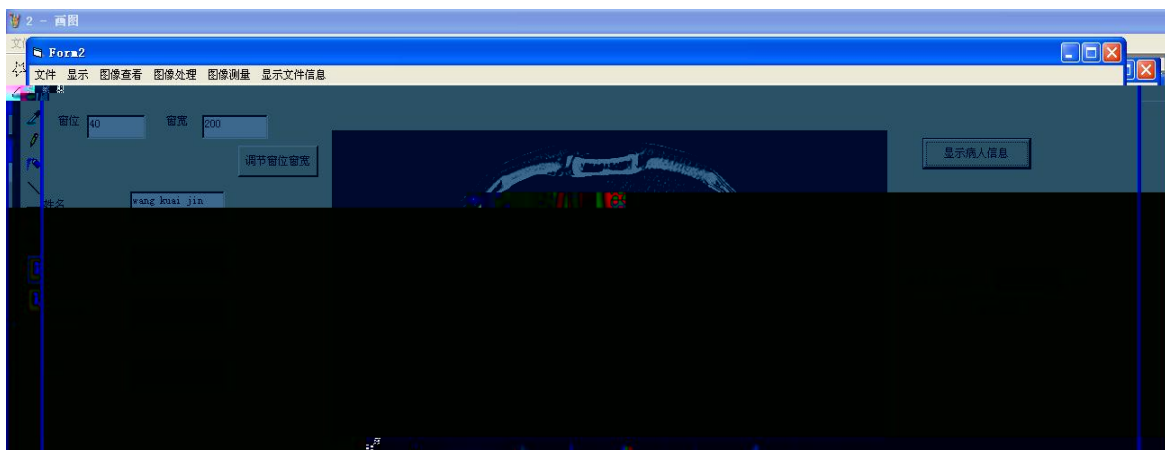 2 - 画图
Form2
文件 显示 图像查看 图像处理 图像测量 显示文件信息
窗位 40 窗宽 200
调节窗位窗宽
显示病人信息
姓名 wang kuai jin